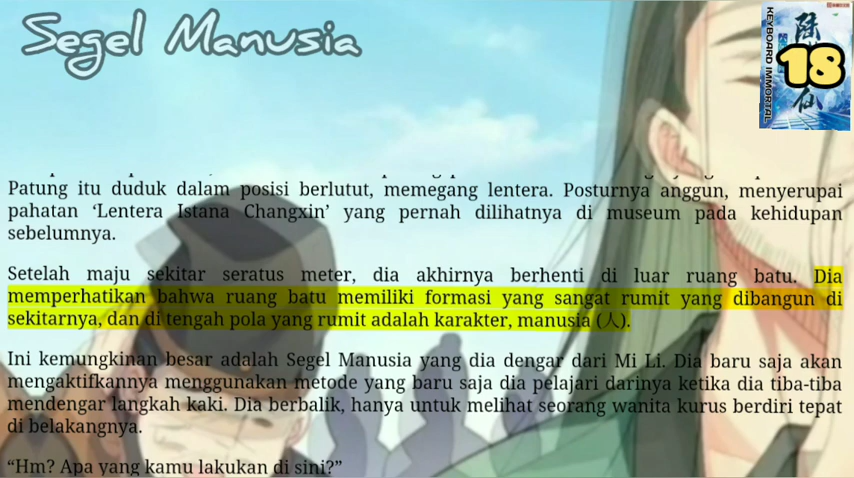 Segel Manusia
KEYBOARD IMMORTAL
18
Patung itu duduk dalam posisi berlutut, memegang lentera. Posturnya anggun, menyerupai
pahatan ‘Lentera Istana Changxin’ yang pernah dilihatnya di museum pada kehidupan
sebelumnya.
Setelah maju sekitar seratus meter, dia akhirnya berhenti di luar ruang batu. Dia
memperhatikan bahwa ruang batu memiliki formasi yang sangat rumit yang dibangun di
sekitarnya, dan di tengah pola yang rumit adalah karakter, manusia (人).
Ini kemungkinan besar adalah Segel Manusia yang dia dengar dari Mi Li. Dia baru saja akan
mengaktifkannya menggunakan metode yang baru saja dia pelajari darinya ketika dia tiba-tiba
mendengar langkah kaki. Dia berbalik, hanya untuk melihat seorang wanita kurus berdiri tepat
di belakangnya.
“Hm? Apa yang kamu lakukan di sini?”